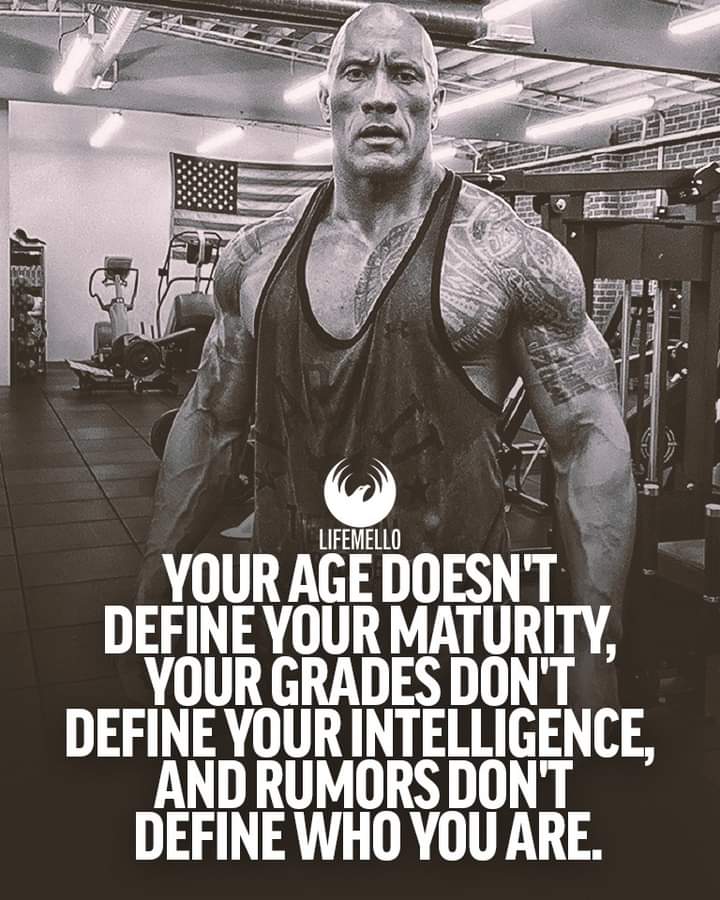 LIFEMELLO
YOUR AGE DOESN'T
DEFINE YOUR MATURITY,
YOUR GRADES DON'T
DEFINE YOUR INTELLIGENCE,
AND RUMORS DON'T
DEFINE WHO YOU ARE.